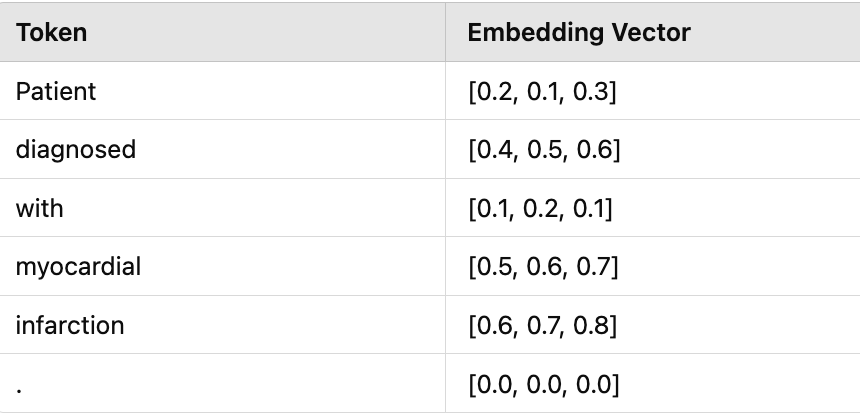 Token Embedding Vector
Patient [0.2, 0.1, 0.3]
diagnosed [0.4, 0.5, 0.6]
with [0.1, 0.2, 0.1]
myocardial [0.5, 0.6, 0.7]
infarction [0.6, 0.7, 0.8]
. [0.0, 0.0, 0.0]